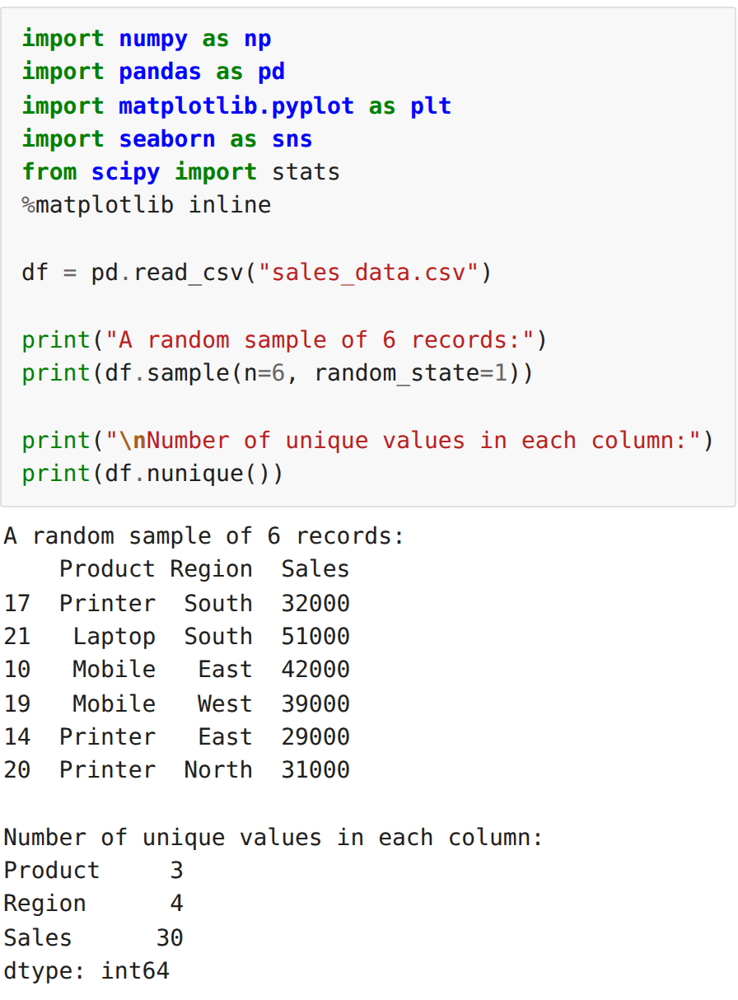 import numpy as np
import pandas as pd
import matplotlib.pyplot as plt
import seaborn as sns
from scipy import stats
%matplotlib inline

df = pd.read_csv("sales_data.csv")

print("A random sample of 6 records:")
print(df.sample(n=6, random_state=1))

print("\nNumber of unique values in each column:")
print(df.nunique())

A random sample of 6 records:
    Product Region  Sales
17  Printer  South  32000
21   Laptop  South  51000
10   Mobile   East  42000
19   Mobile   West  39000
14  Printer   East  29000
20  Printer  North  31000

Number of unique values in each column:
Product     3
Region      4
Sales      30
dtype: int64